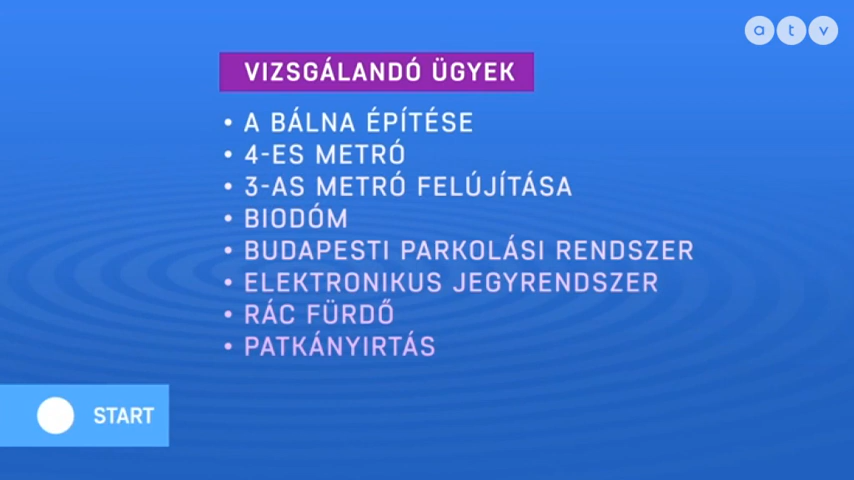 atv
VIZSGÁLANDÓ ÜGYEK
• A BÁLNA ÉPÍTÉSE
• 4-ES METRÓ
• 3-AS METRÓ FELÚJÍTÁSA
• BIODÓM
• BUDAPESTI PARKOLÁSI RENDSZER
• ELEKTRONIKUS JEGYRENDSZER
• RÁC FÜRDŐ
• PATKÁNYIRTÁS
START